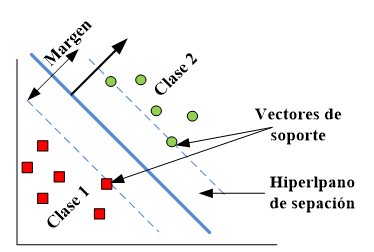 Margen
Clase 2
Vectores de
soporte
Hiperlpano
de sepación
Clase 1